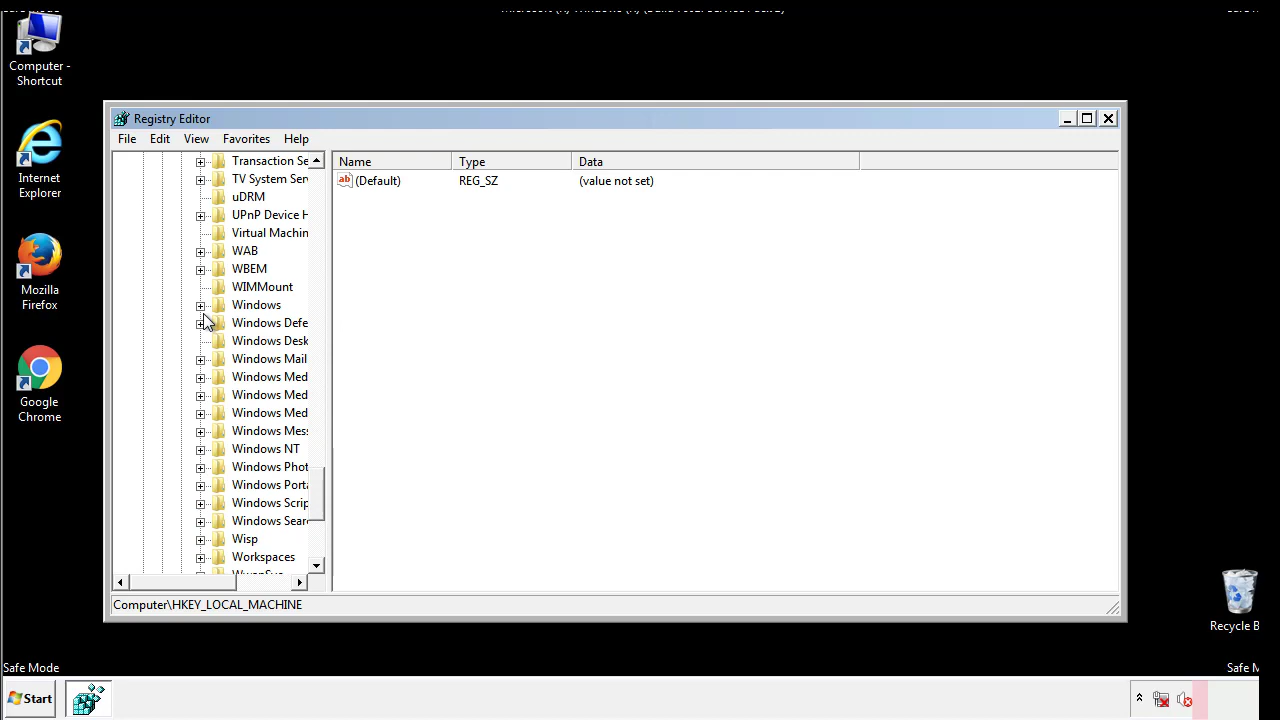 Computer -
Shortcut
Internet
Explorer
Mozilla
Firefox
Google
Chrome
Registry Editor
File Edit View Favorites Help
Transaction Se
TV System Serv
uDRM
UPnP Device H
Virtual Machin
WAB
WBEM
WIMMount
Windows
Windows Defe
Windows Desk
Windows Mail
Windows Med
Windows Med
Windows Med
Windows Mess
Windows NT
Windows Phot
Windows Porta
Windows Scrip
Windows Sear
Wisp
Workspaces
Name Type Data
ab (Default) REG_SZ (value not set)
Computer\HKEY_LOCAL_MACHINE
Recycle B
Safe Mode
Safe M
Start